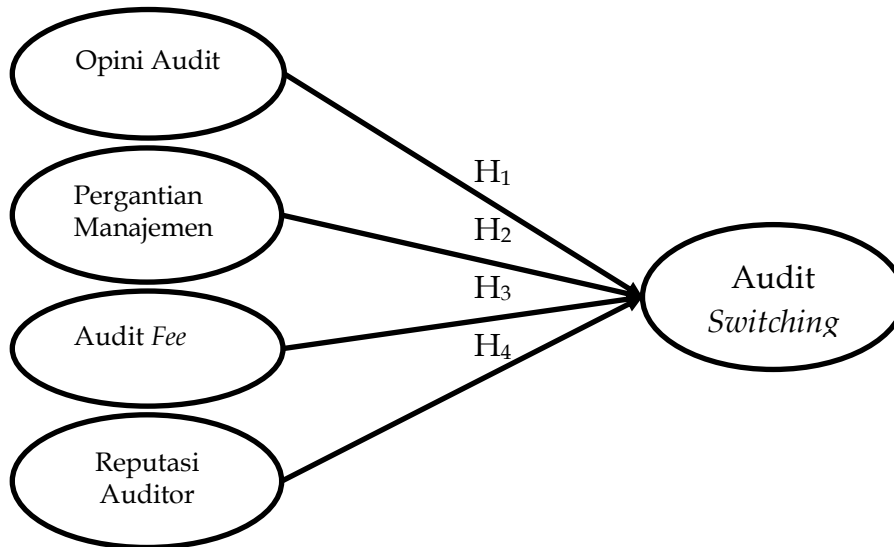 Opini Audit
Pergantian
Manajemen
Audit Fee
Reputasi
Auditor
H₁
H₂
H₃
H₄
Audit
Switching